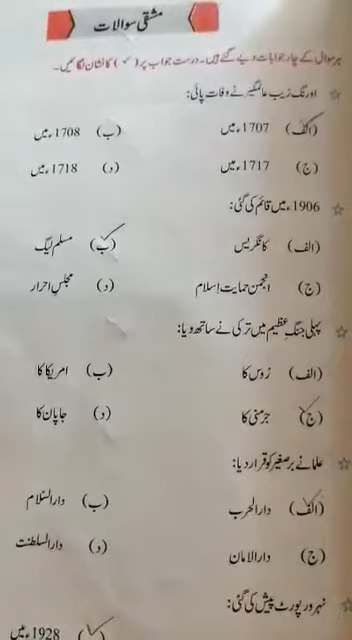 مشقی سوالات
ہر سوال کے چار جوابات دیے گئے ہیں۔ درست جواب پر (✓) کا نشان لگائیں۔
☆ اورنگ زیب عالمگیر نے وفات پائی:
(الف) 1707ء میں (ب) 1708ء میں
(ج) 1717ء میں (د) 1718ء میں
☆ 1906ء میں قائم کی گئی:
(الف) کانگریس (ب) مسلم لیگ
(ج) انجمن حمایت اسلام (د) مجلس احرار
☆ پہلی جنگِ عظیم میں ترکی نے ساتھ دیا:
(الف) رُوس کا (ب) امریکا کا
(ج) جرمنی کا (د) جاپان کا
☆ علما نے برصغیر کو قرار دیا:
(الف) دارالحرب (ب) دارالسّلام
(ج) دارالامان (د) دارالسلطنت
☆ نہرو رپورٹ پیش کی گئی:
1928ء میں